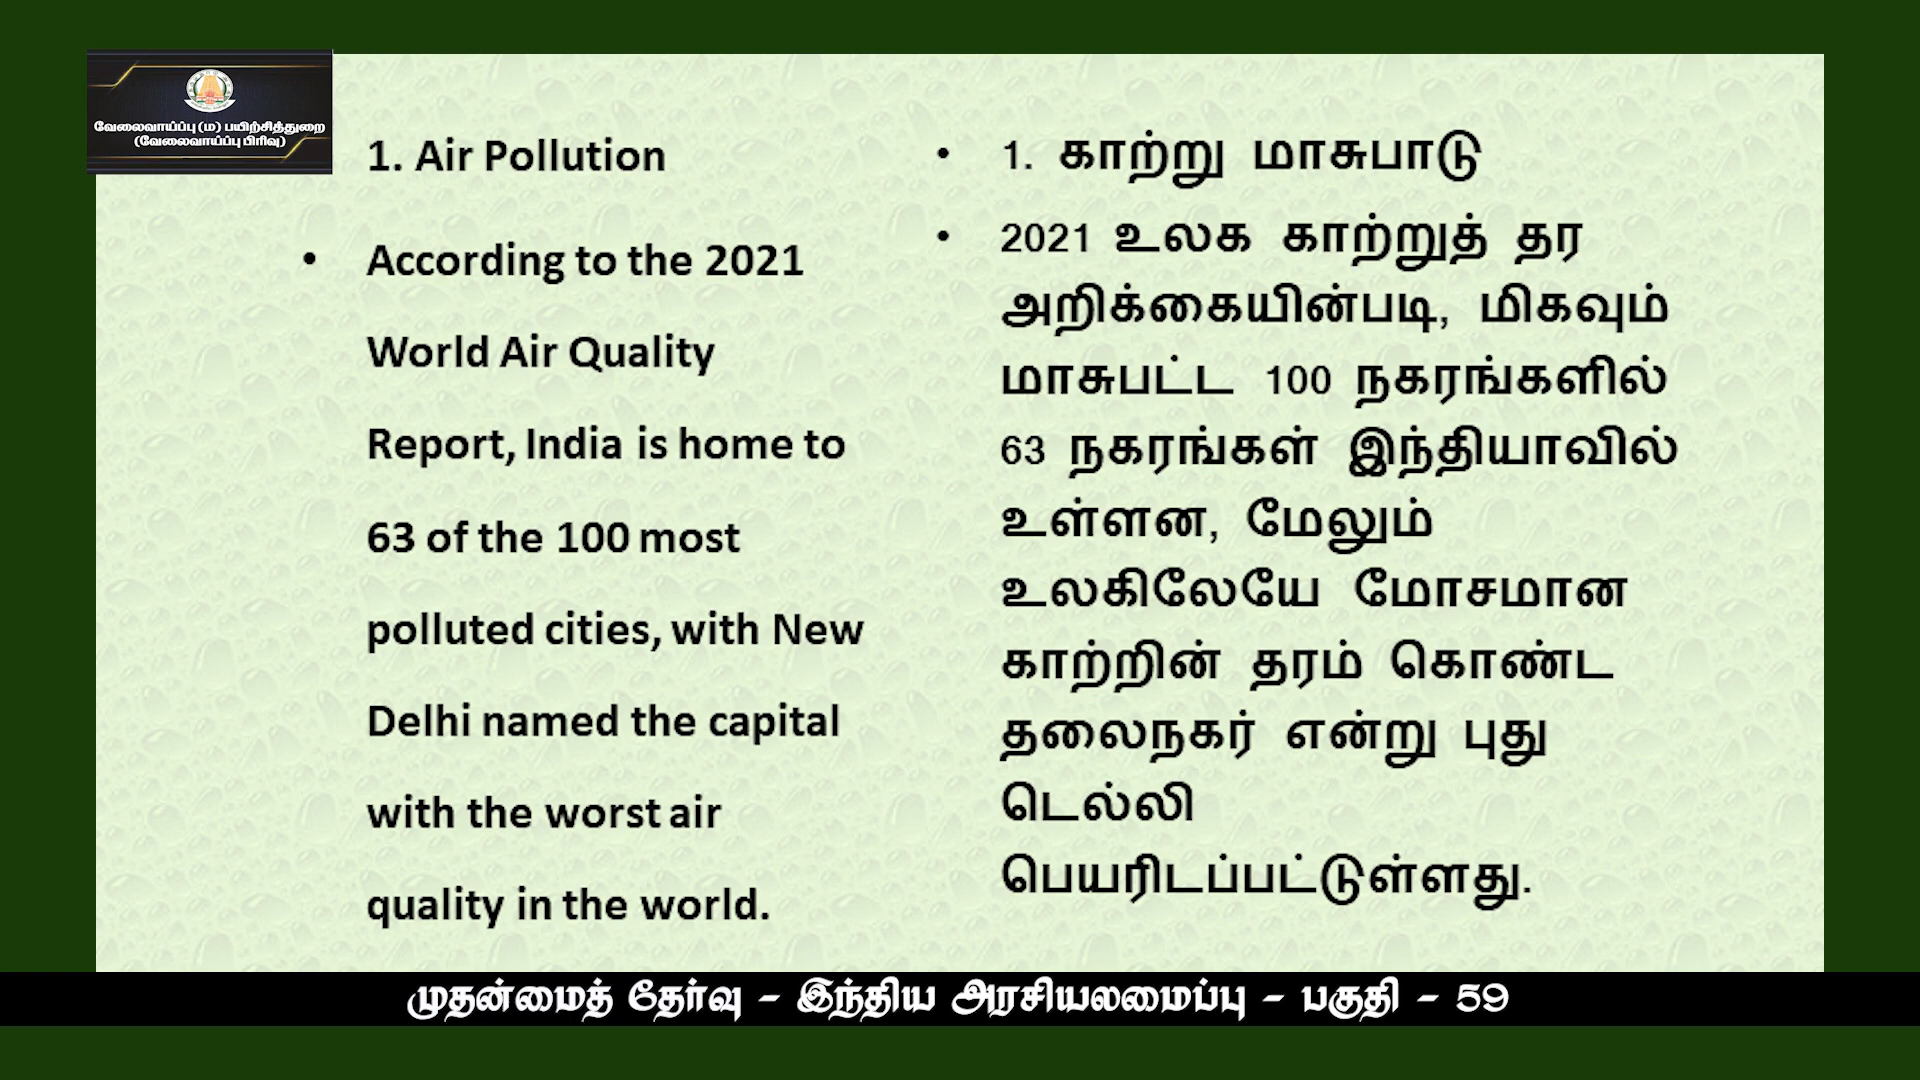 வேலைவாய்ப்பு (ம) பயிற்சித்துறை
(வேலைவாய்ப்பு பிரிவு)
1. Air Pollution
• According to the 2021
World Air Quality
Report, India is home to
63 of the 100 most
polluted cities, with New
Delhi named the capital
with the worst air
quality in the world.
• 1. காற்று மாசுபாடு
• 2021 உலக காற்றுத் தர
அறிக்கையின்படி, மிகவும்
மாசுபட்ட 100 நகரங்களில்
63 நகரங்கள் இந்தியாவில்
உள்ளன, மேலும்
உலகிலேயே மோசமான
காற்றின் தரம் கொண்ட
தலைநகர் என்று புது
டெல்லி
பெயரிடப்பட்டுள்ளது.
முதன்மைத் தேர்வு - இந்திய அரசியலமைப்பு - பகுதி - 59